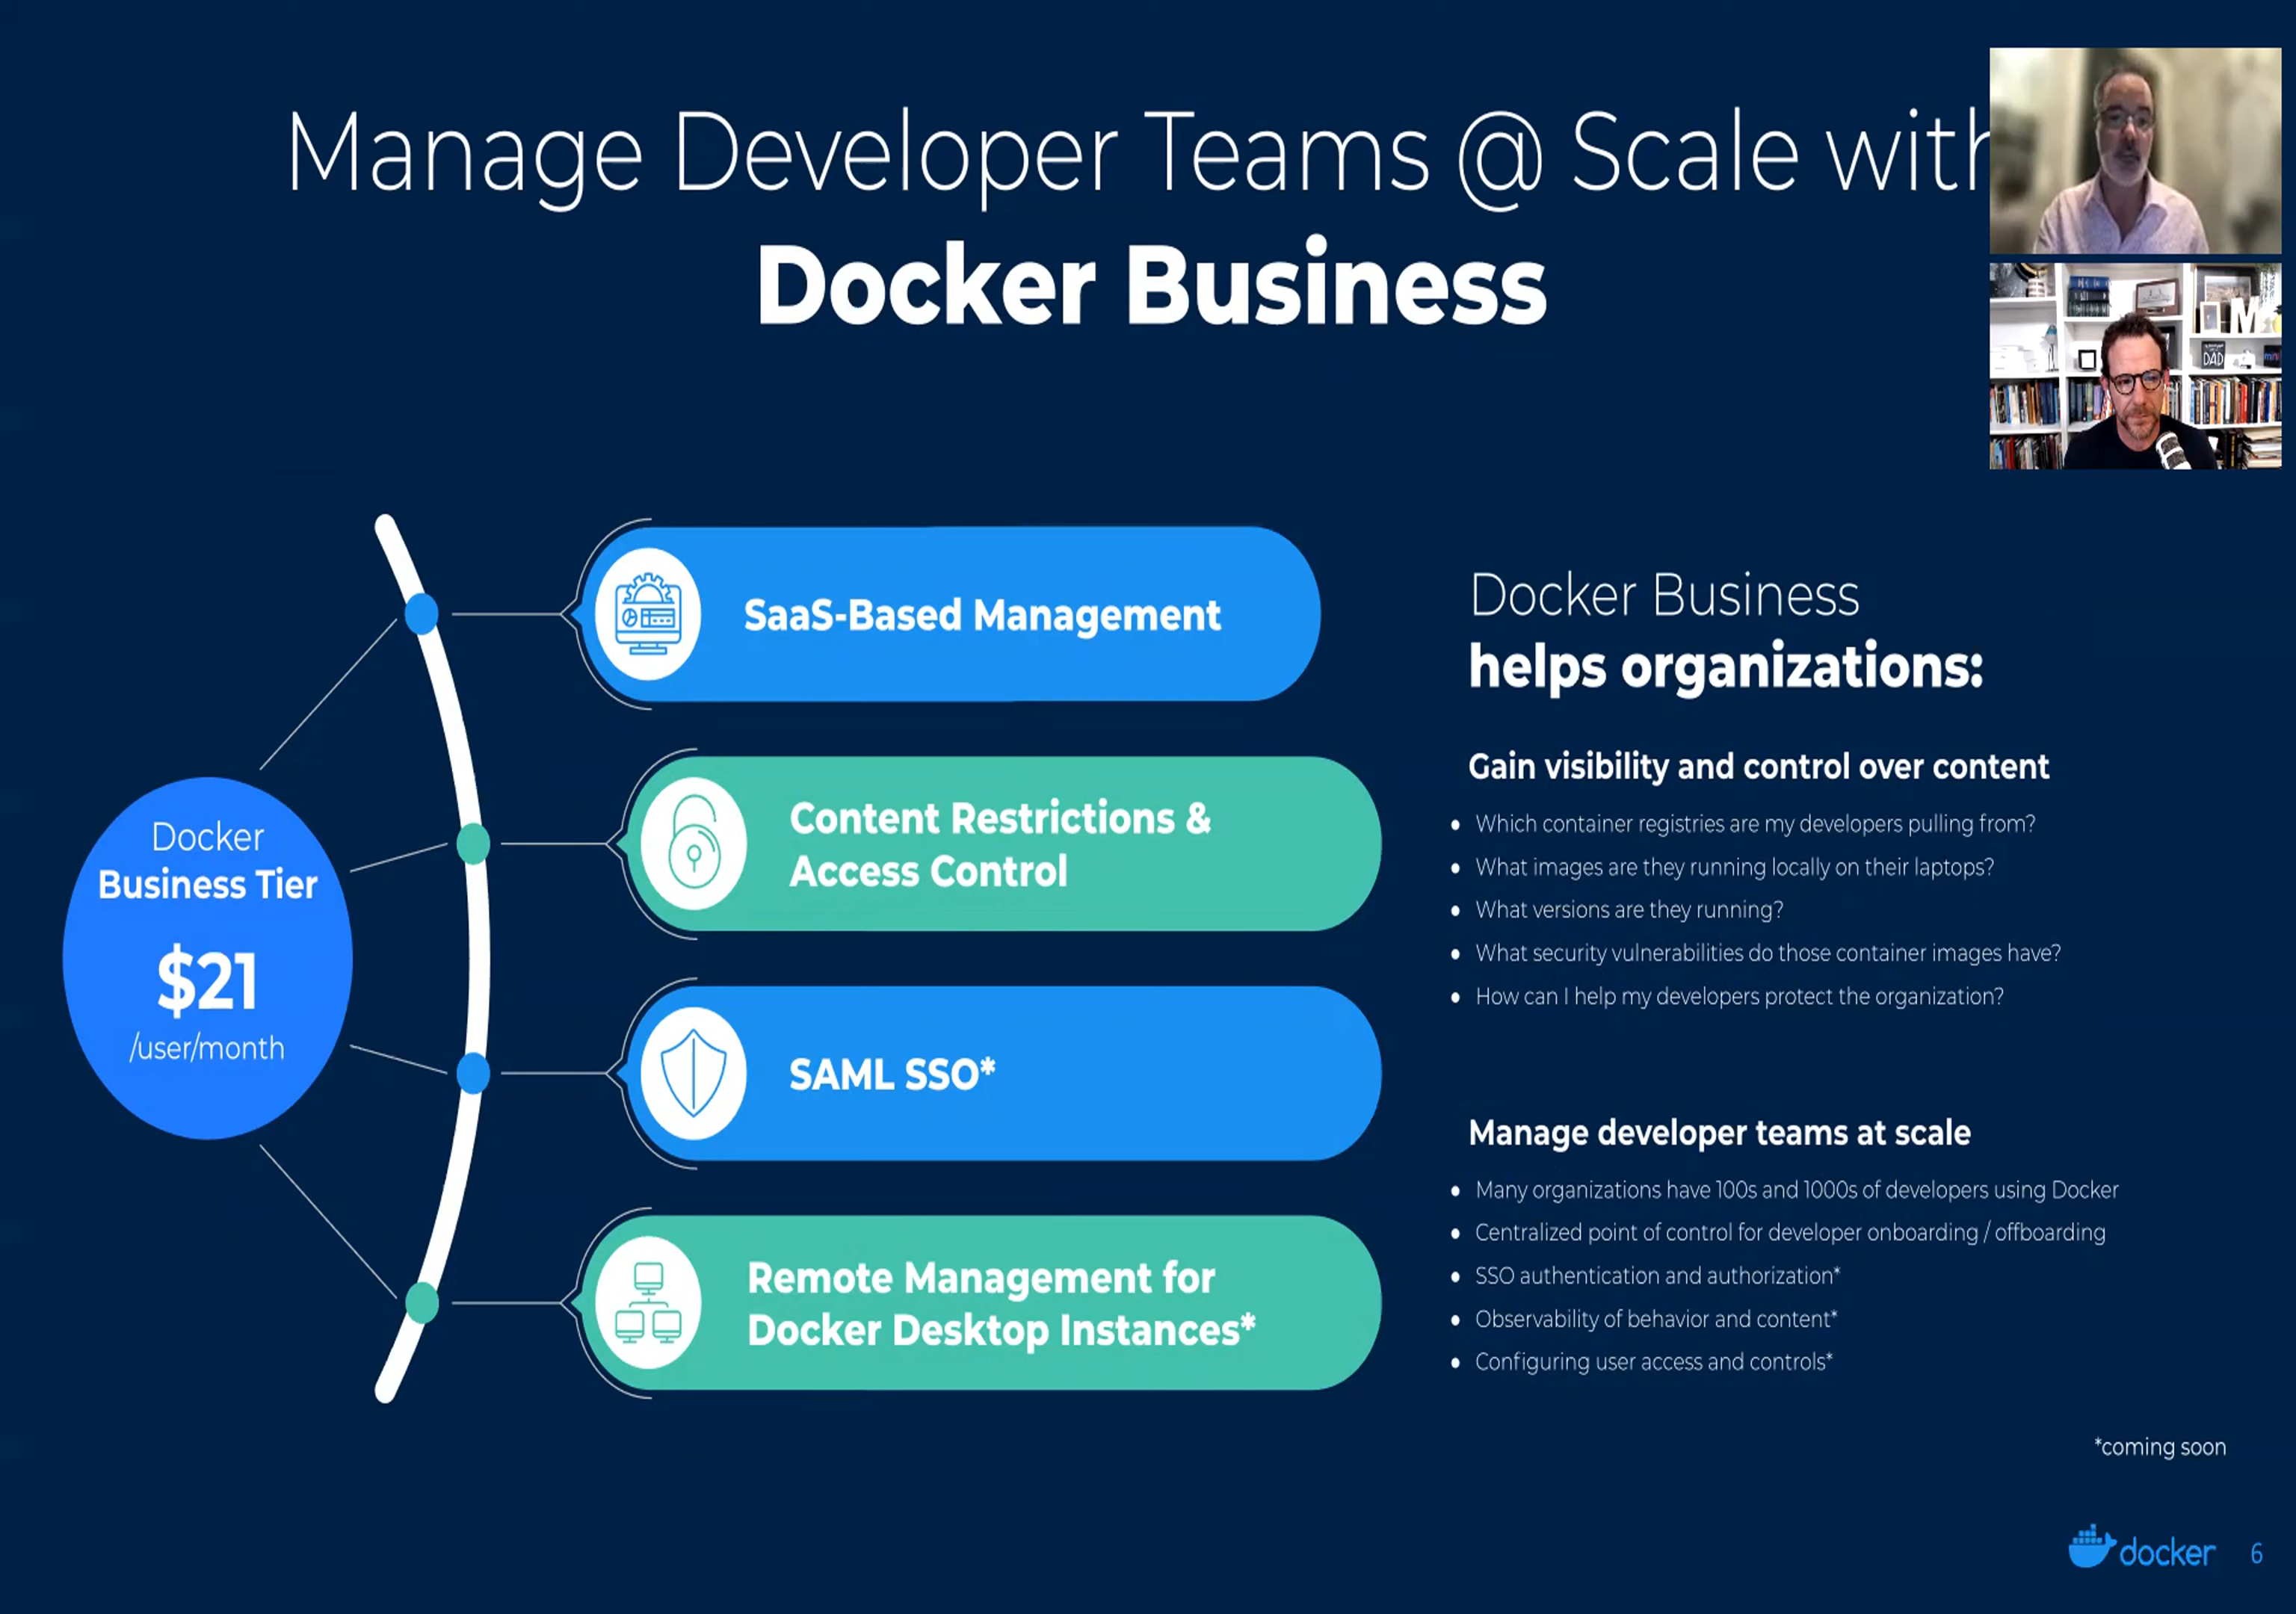 Manage Developer Teams @ Scale with
Docker Business
SaaS-Based Management
Content Restrictions &
Access Control
SAML SSO*
Remote Management for
Docker Desktop Instances*
Docker
Business Tier
$21
/user/month
Docker Business
helps organizations:
Gain visibility and control over content
• Which container registries are my developers pulling from?
• What images are they running locally on their laptops?
• What versions are they running?
• What security vulnerabilities do those container images have?
• How can I help my developers protect the organization?
Manage developer teams at scale
• Many organizations have 100s and 1000s of developers using Docker
• Centralized point of control for developer onboarding / offboarding
• SSO authentication and authorization*
• Observability of behavior and content*
• Configuring user access and controls*
*coming soon
docker 6
M
DAD